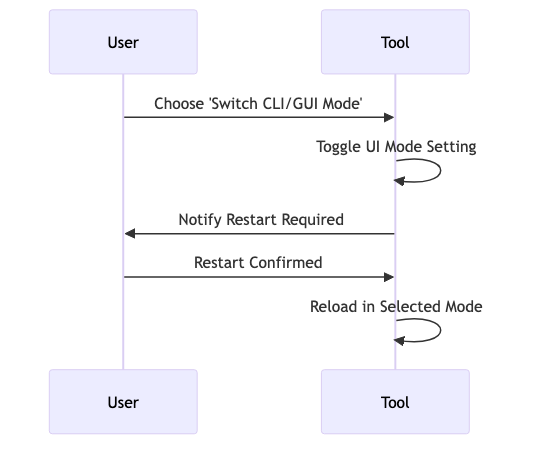 User
Tool
Choose 'Switch CLI/GUI Mode'
Toggle UI Mode Setting
Notify Restart Required
Restart Confirmed
Reload in Selected Mode
User
Tool